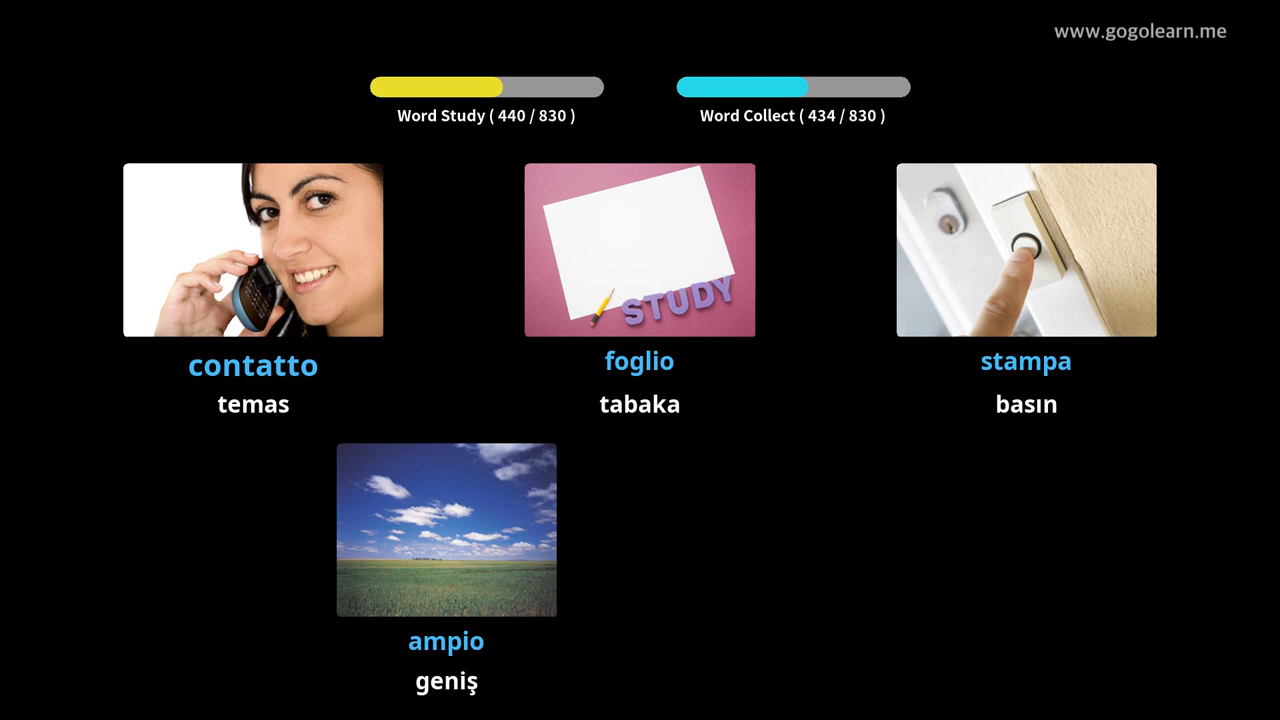 www.gogolearn.me
Word Study ( 440 / 830 )
Word Collect ( 434 / 830 )
STUDY
contatto
temas
foglio
tabaka
stampa
basın
ampio
geniş